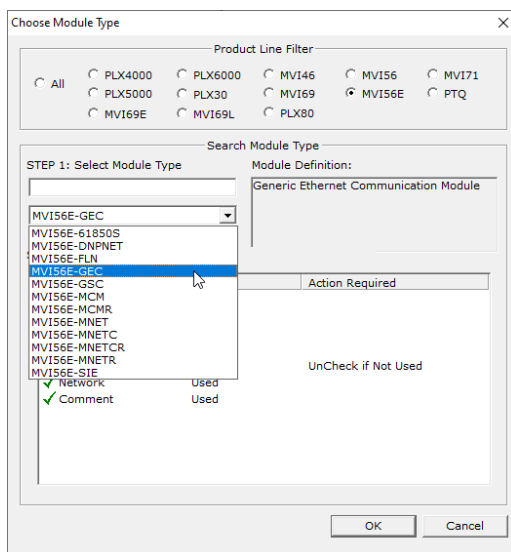 Choose Module Type
Product Line Filter
All
PLX4000
PLX6000
MVI46
MVI56
MVI71
PLX5000
PLX30
MVI69
MVI56E
PTQ
MVI69E
MVI69L
PLX80
Search Module Type
STEP 1: Select Module Type
Module Definition:
Generic Ethernet Communication Module
MVI56E-GEC
MVI56E-61850S
MVI56E-DNPNET
MVI56E-FLN
MVI56E-GEC
MVI56E-GSC
MVI56E-MCM
MVI56E-MCMR
MVI56E-MNET
MVI56E-MNETC
MVI56E-MNETCR
MVI56E-MNETR
MVI56E-SIE
Action Required
UnCheck if Not Used
Network Used
Comment Used
OK Cancel